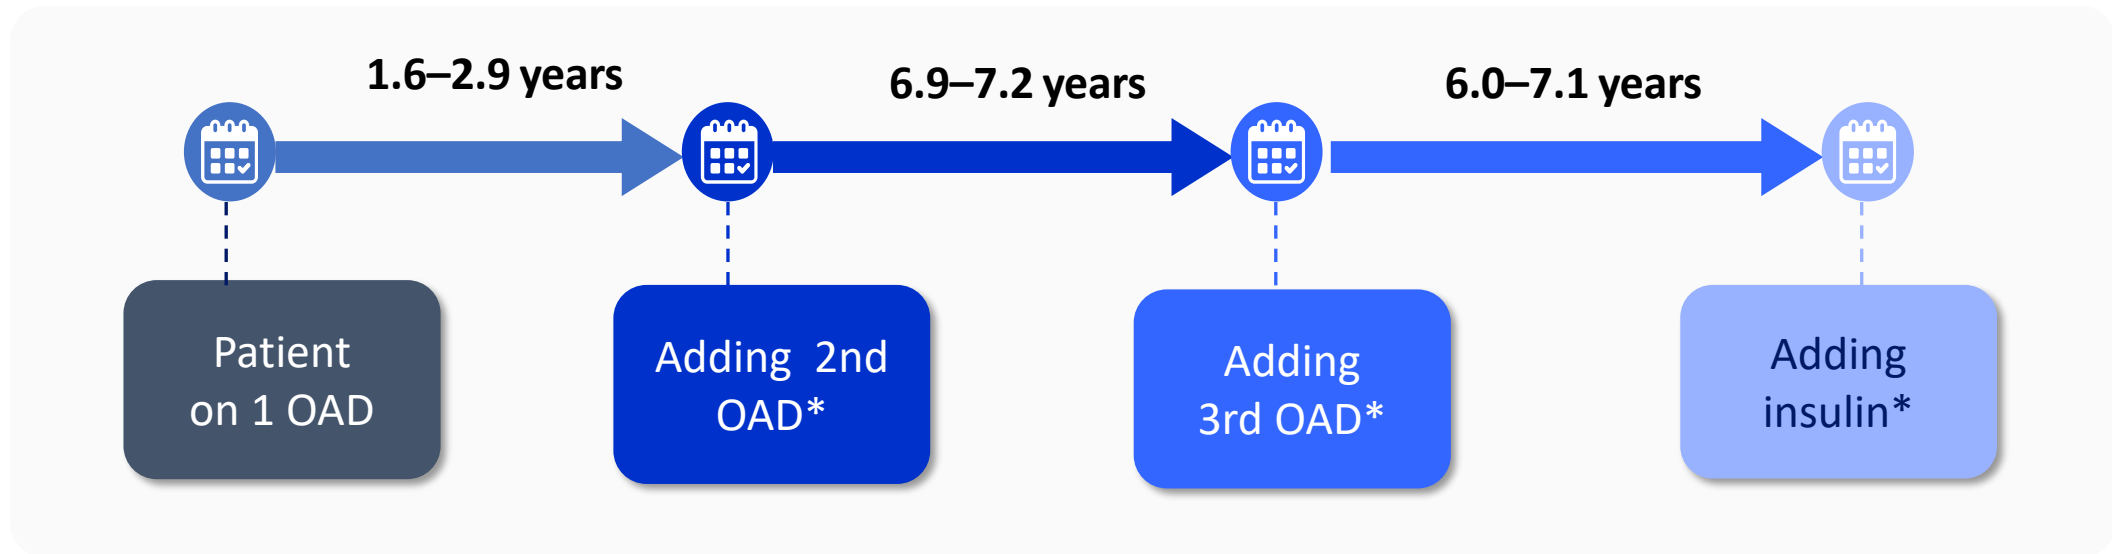 1.6–2.9 years
6.9–7.2 years
6.0–7.1 years
Patient
on 1 OAD
Adding 2nd
OAD*
Adding
3rd OAD*
Adding
insulin*